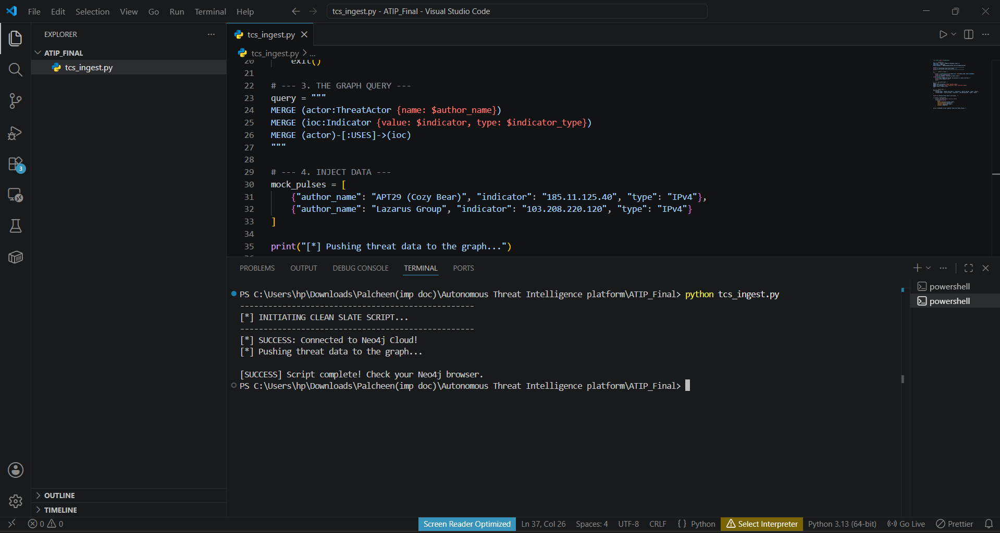 File Edit Selection View Go Run Terminal Help
tcs_ingest.py - ATIP_Final - Visual Studio Code
EXPLORER
ATIP_FINAL
tcs_ingest.py
3
OUTLINE
TIMELINE
tcs_ingest.py
tcs_ingest.py > ...
20 exit()
21
22 # --- 3. THE GRAPH QUERY ---
23 query = """
24 MERGE (actor:ThreatActor {name: $author_name})
25 MERGE (ioc:Indicator {value: $indicator, type: $indicator_type})
26 MERGE (actor)-[:USES]->(ioc)
27 """
28
29 # --- 4. INJECT DATA ---
30 mock_pulses = [
31 {"author_name": "APT29 (Cozy Bear)", "indicator": "185.11.125.40", "type": "IPv4"},
32 {"author_name": "Lazarus Group", "indicator": "103.208.220.120", "type": "IPv4"}
33 ]
34
35 print("[*] Pushing threat data to the graph...")
PROBLEMS OUTPUT DEBUG CONSOLE TERMINAL PORTS
PS C:\Users\hp\Downloads\Palcheen(imp doc)\Autonomous Threat Intelligence platform\ATIP_Final> python tcs_ingest.py
--------------------------------------------------
[*] INITIATING CLEAN SLATE SCRIPT...
--------------------------------------------------
[*] SUCCESS: Connected to Neo4j Cloud!
[*] Pushing threat data to the graph...
[SUCCESS] Script complete! Check your Neo4j browser.
PS C:\Users\hp\Downloads\Palcheen(imp doc)\Autonomous Threat Intelligence platform\ATIP_Final>
powershell
powershell
0 0 Screen Reader Optimized Ln 37, Col 26 Spaces: 4 UTF-8 CRLF { } Python Select Interpreter Python 3.13 (64-bit) Go Live Prettier